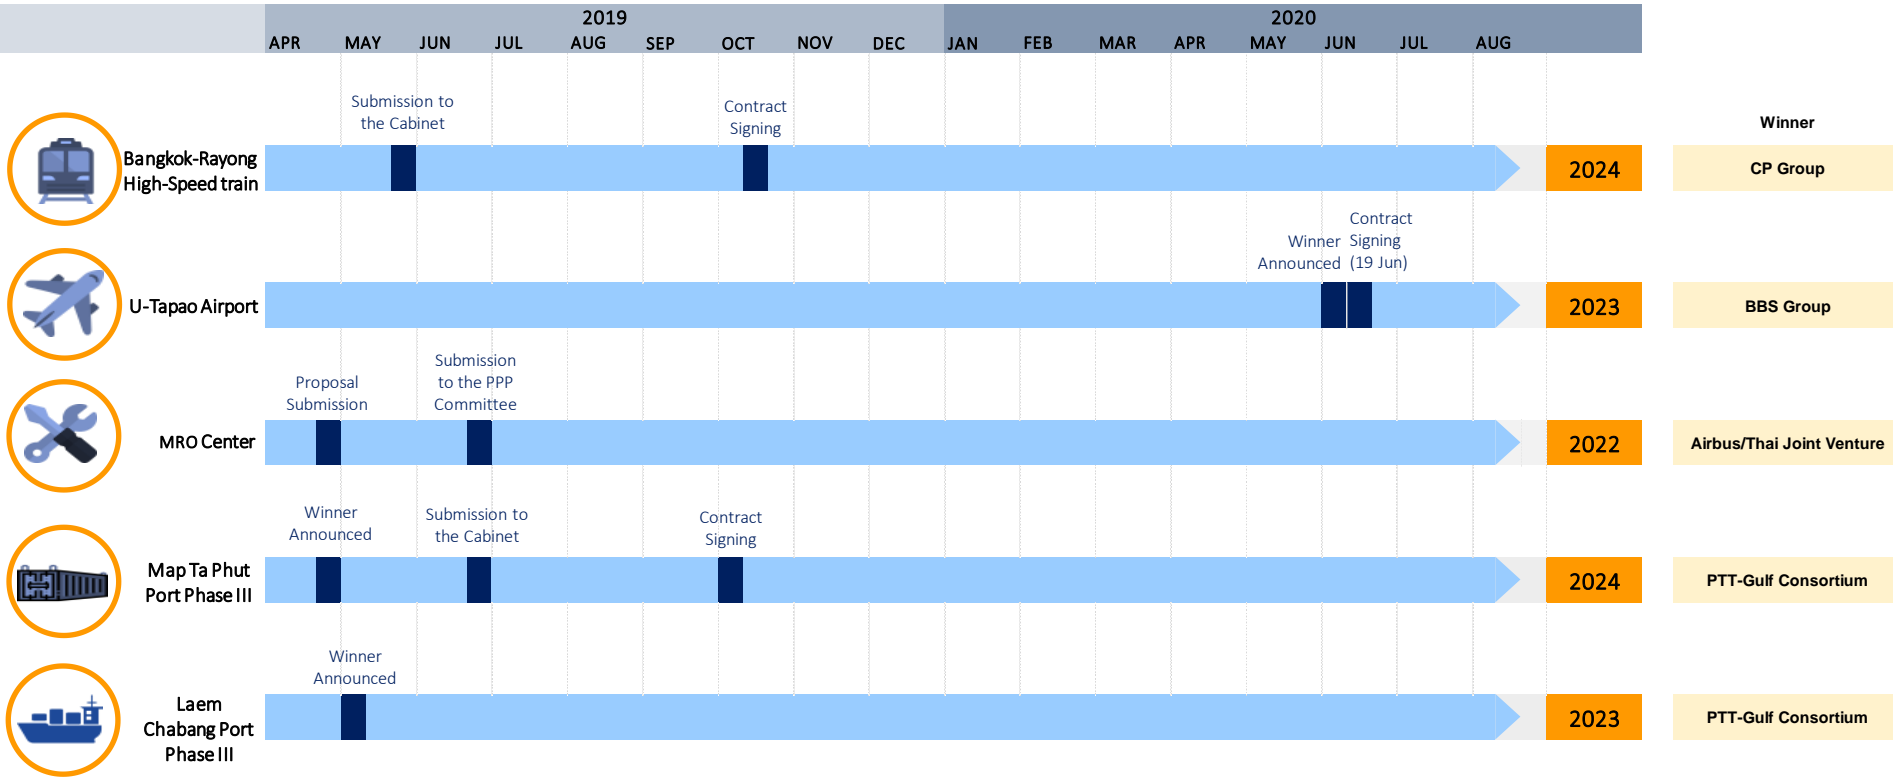 2019
2020
APR MAY JUN JUL AUG SEP OCT NOV DEC JAN FEB MAR APR MAY JUN JUL AUG
Winner
Submission to
the Cabinet
Contract
Signing
Bangkok-Rayong
High-Speed train
2024
CP Group
Winner
Announced
Contract
Signing
(19 Jun)
U-Tapao Airport
2023
BBS Group
Proposal
Submission
Submission
to the PPP
Committee
MRO Center
2022
Airbus/Thai Joint Venture
Winner
Announced
Submission to
the Cabinet
Contract
Signing
Map Ta Phut
Port Phase III
2024
PTT-Gulf Consortium
Winner
Announced
Laem
Chabang Port
Phase III
2023
PTT-Gulf Consortium